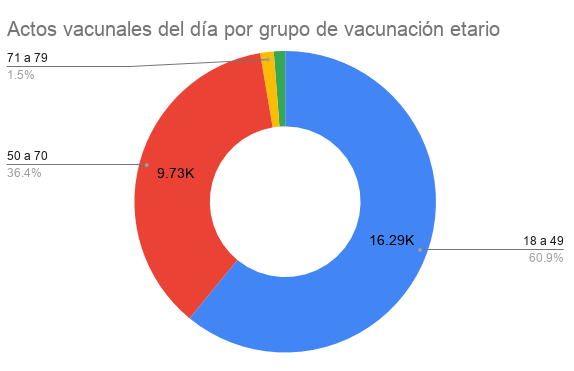 Actos vacunales del día por grupo de vacunación etario
71 a 79
1.5%
50 a 70
36.4%
9.73K
16.29K
18 a 49
60.9%